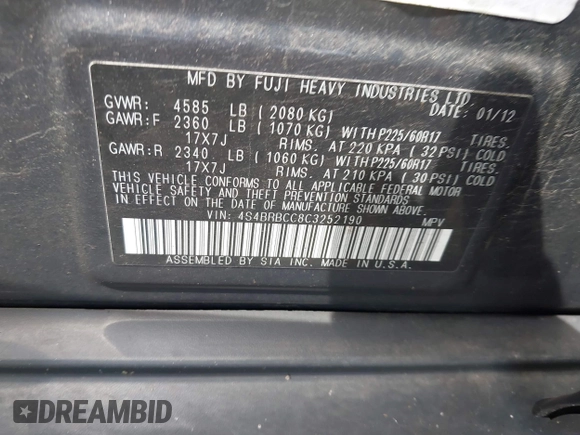 MFD BY FUJI HEAVY INDUSTRIES LTD.
GVWR: 4585 LB (2080 KG) DATE: 01/12
GAWR:F 2360 LB (1070 KG) WITH P225/60R17 TIRES.
17X7J RIMS. AT 220 KPA (32 PSI) COLD
GAWR:R 2340 LB (1060 KG) WITH P225/60R17 TIRES.
17X7J RIMS. AT 210 KPA (30 PSI) COLD
THIS VEHICLE CONFORMS TO ALL APPLICABLE FEDERAL MOTOR
VEHICLE SAFETY AND THEFT PREVENTION STANDARDS
IN EFFECT ON THE DATE OF MANUFACTURE SHOWN ABOVE.
VIN: 4S4BRBCC8C3252190 MPV
ASSEMBLED BY SIA INC. MADE IN U.S.A.
DREAMBID